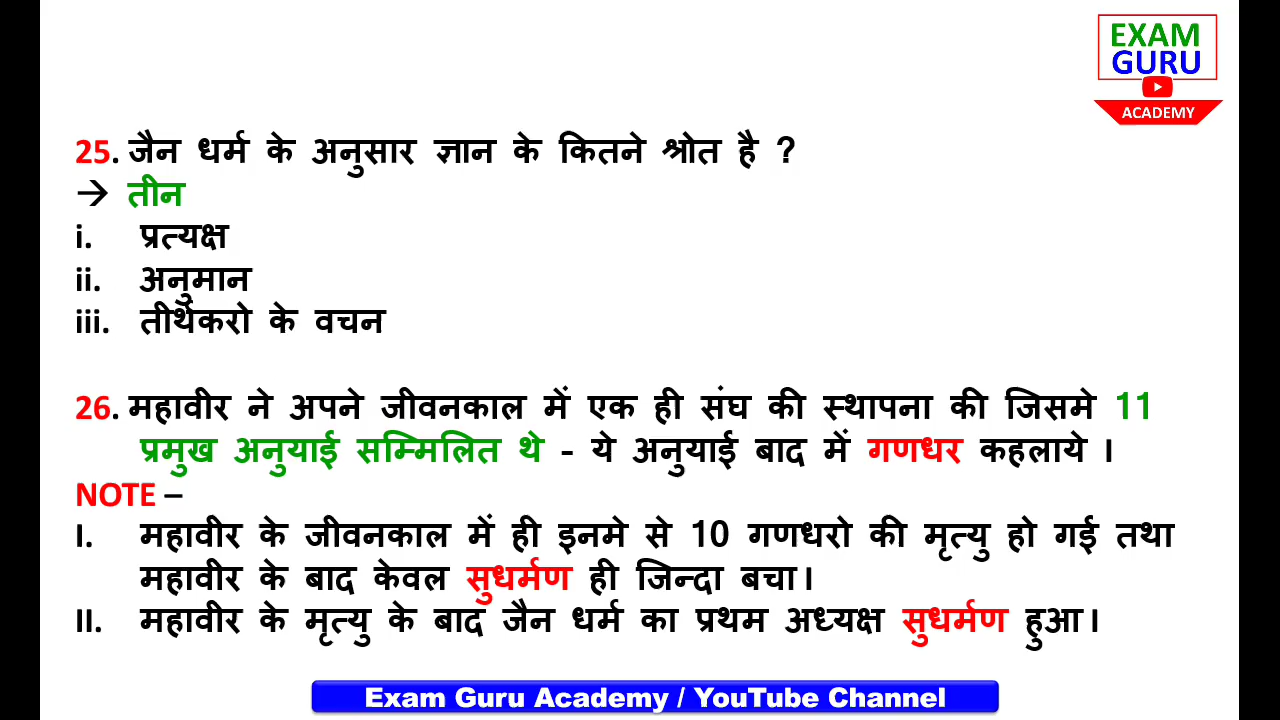 EXAM
GURU
ACADEMY
25. जैन धर्म के अनुसार ज्ञान के कितने श्रोत है ?
→ तीन
i. प्रत्यक्ष
ii. अनुमान
iii. तीर्थंकरो के वचन
26. महावीर ने अपने जीवनकाल में एक ही संघ की स्थापना की जिसमे 11
प्रमुख अनुयाई सम्मिलित थे - ये अनुयाई बाद में गणधर कहलाये ।
NOTE –
I. महावीर के जीवनकाल में ही इनमे से 10 गणधरो की मृत्यु हो गई तथा
महावीर के बाद केवल सुधर्मण ही जिन्दा बचा।
II. महावीर के मृत्यु के बाद जैन धर्म का प्रथम अध्यक्ष सुधर्मण हुआ।
Exam Guru Academy / YouTube Channel